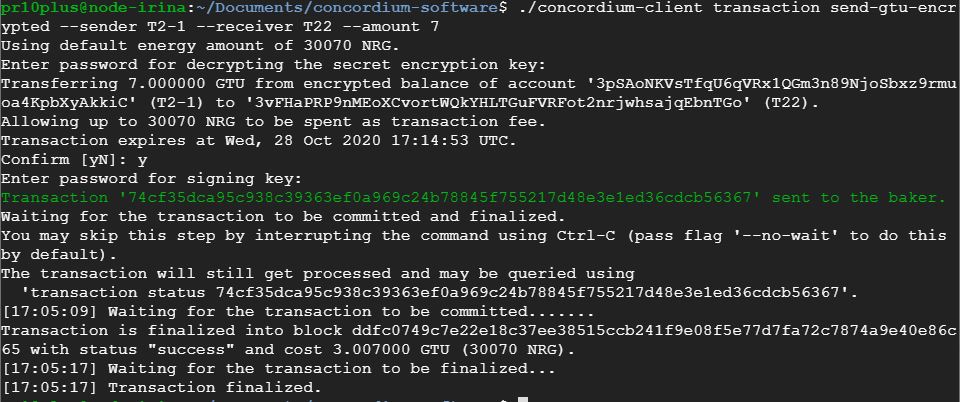 pr10plus@node-irina:~/Documents/concordium-software$ ./concordium-client transaction send-gtu-encr
ypted --sender T2-1 --receiver T22 --amount 7
Using default energy amount of 30070 NRG.
Enter password for decrypting the secret encryption key:
Transferring 7.000000 GTU from encrypted balance of account '3pSAoNKVsTfqU6qVRx1QGm3n89NjoSbxz9rmu
oa4KpbXyAkkiC' (T2-1) to '3vFHaPRP9nMEoXCvortWQkYHLTGuFVRFot2nrjwhsajqEbnTGo' (T22).
Allowing up to 30070 NRG to be spent as transaction fee.
Transaction expires at Wed, 28 Oct 2020 17:14:53 UTC.
Confirm [yN]: y
Enter password for signing key:
Transaction '74cf35dca95c938c39363ef0a969c24b78845f755217d48e3e1ed36cdcb56367' sent to the baker.
Waiting for the transaction to be committed and finalized.
You may skip this step by interrupting the command using Ctrl-C (pass flag '--no-wait' to do this
by default).
The transaction will still get processed and may be queried using
  'transaction status 74cf35dca95c938c39363ef0a969c24b78845f755217d48e3e1ed36cdcb56367'.
[17:05:09] Waiting for the transaction to be committed.......
Transaction is finalized into block ddfc0749c7e22e18c37ee38515ccb241f9e08f5e77d7fa72c7874a9e40e86c
65 with status "success" and cost 3.007000 GTU (30070 NRG).
[17:05:17] Waiting for the transaction to be finalized...
[17:05:17] Transaction finalized.